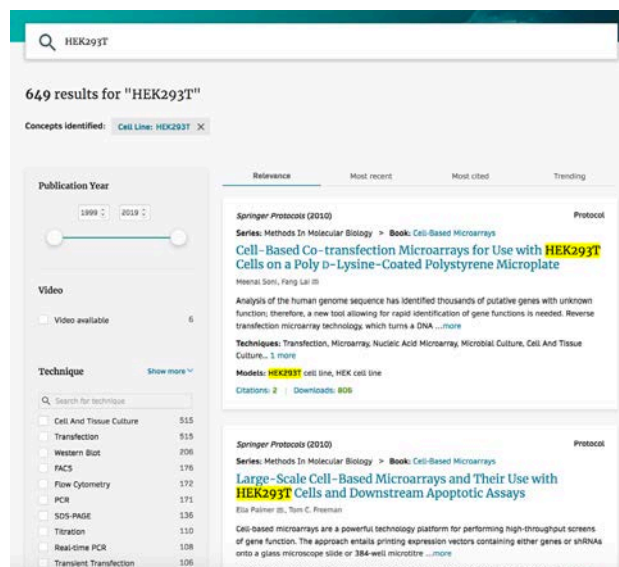 HEK293T
649 results for "HEK293T"
Concepts identified: Cell Line: HEK293T X
Publication Year
1999 2019
Video
Video available 6
Technique Show more
Search for technique
Cell And Tissue Culture 515
Transfection 515
Western Blot 206
FACS 176
Flow Cytometry 172
PCR 171
SDS-PAGE 136
Titration 110
Real-time PCR 108
Transient Transfection 106
Relevance Most recent Most cited Trending
Springer Protocols (2010) Protocol
Series: Methods In Molecular Biology > Book: Cell-Based Microarrays
Cell-Based Co-transfection Microarrays for Use with HEK293T
Cells on a Poly D-Lysine-Coated Polystyrene Microplate
Meenal Soni, Fang Lai
Analysis of the human genome sequence has identified thousands of putative genes with unknown
function; therefore, a new tool allowing for rapid identification of gene functions is needed. Reverse
transfection microarray technology, which turns a DNA ...more
Techniques: Transfection, Microarray, Nucleic Acid Microarray, Microbial Culture, Cell And Tissue
Culture... 1 more
Models: HEK293T cell line, HEK cell line
Citations: 2 | Downloads: 806
Springer Protocols (2010) Protocol
Series: Methods In Molecular Biology > Book: Cell-Based Microarrays
Large-Scale Cell-Based Microarrays and Their Use with
HEK293T Cells and Downstream Apoptotic Assays
Ella Palmer, Tom C. Freeman
Cell-based microarrays are a powerful technology platform for performing high-throughput screens
of gene function. The approach entails printing expression vectors containing either genes or shRNAs
onto a glass microscope slide or 384-well microtitre ...more